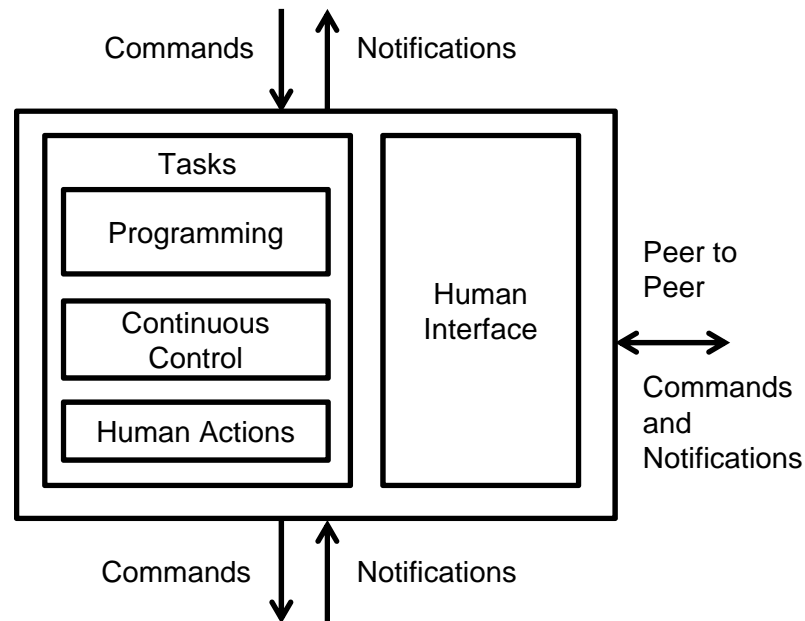 Commands
Notifications
Tasks
Programming
Continuous
Control
Human Actions
Human
Interface
Peer to
Peer
Commands
and
Notifications
Commands
Notifications